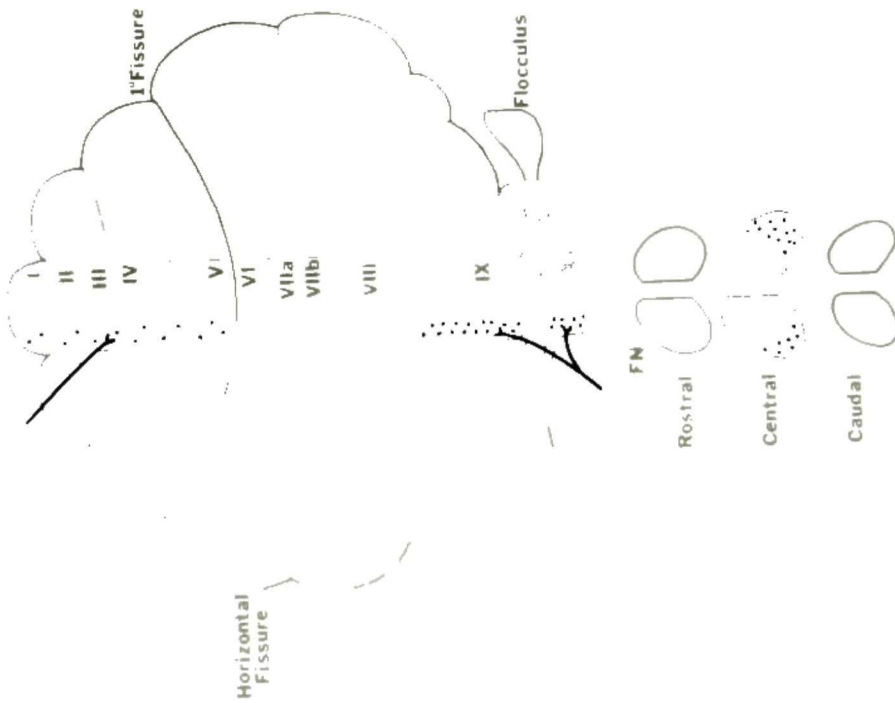 1°Fissure
I
II
III
IV
V
VI
VIIa
VIIb
VIII
IX
Flocculus
Horizontal
Fissure
FN
Rostral
Central
Caudal